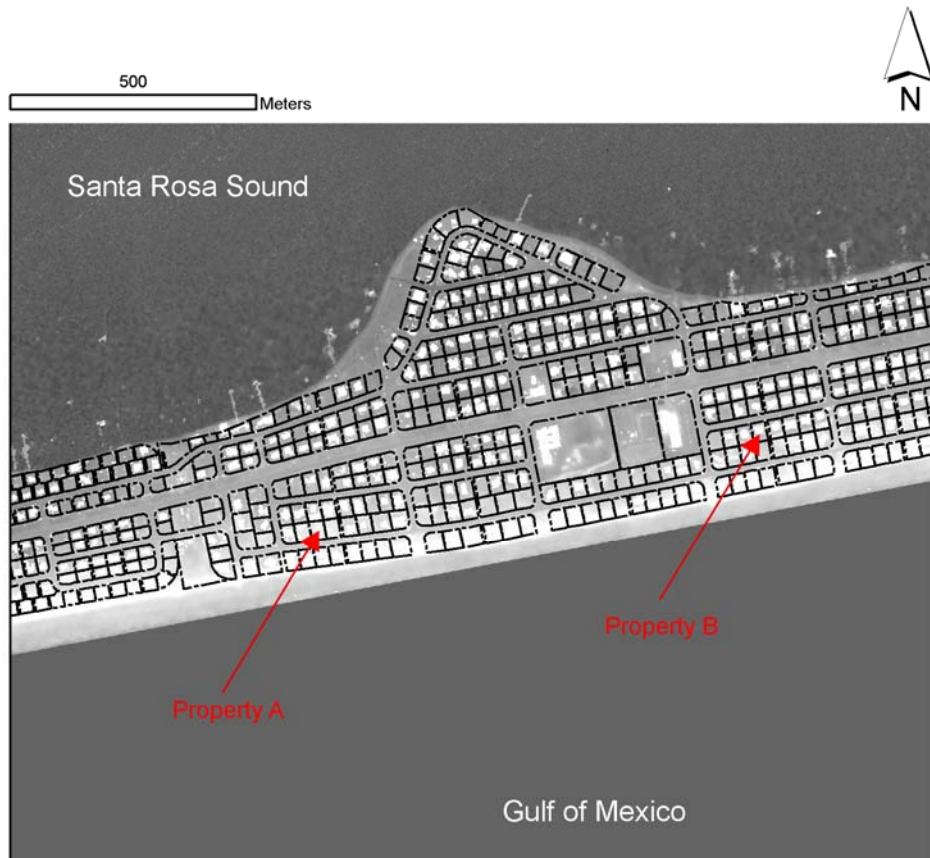 500
Meters
N
Santa Rosa Sound
Property B
Property A
Gulf of Mexico